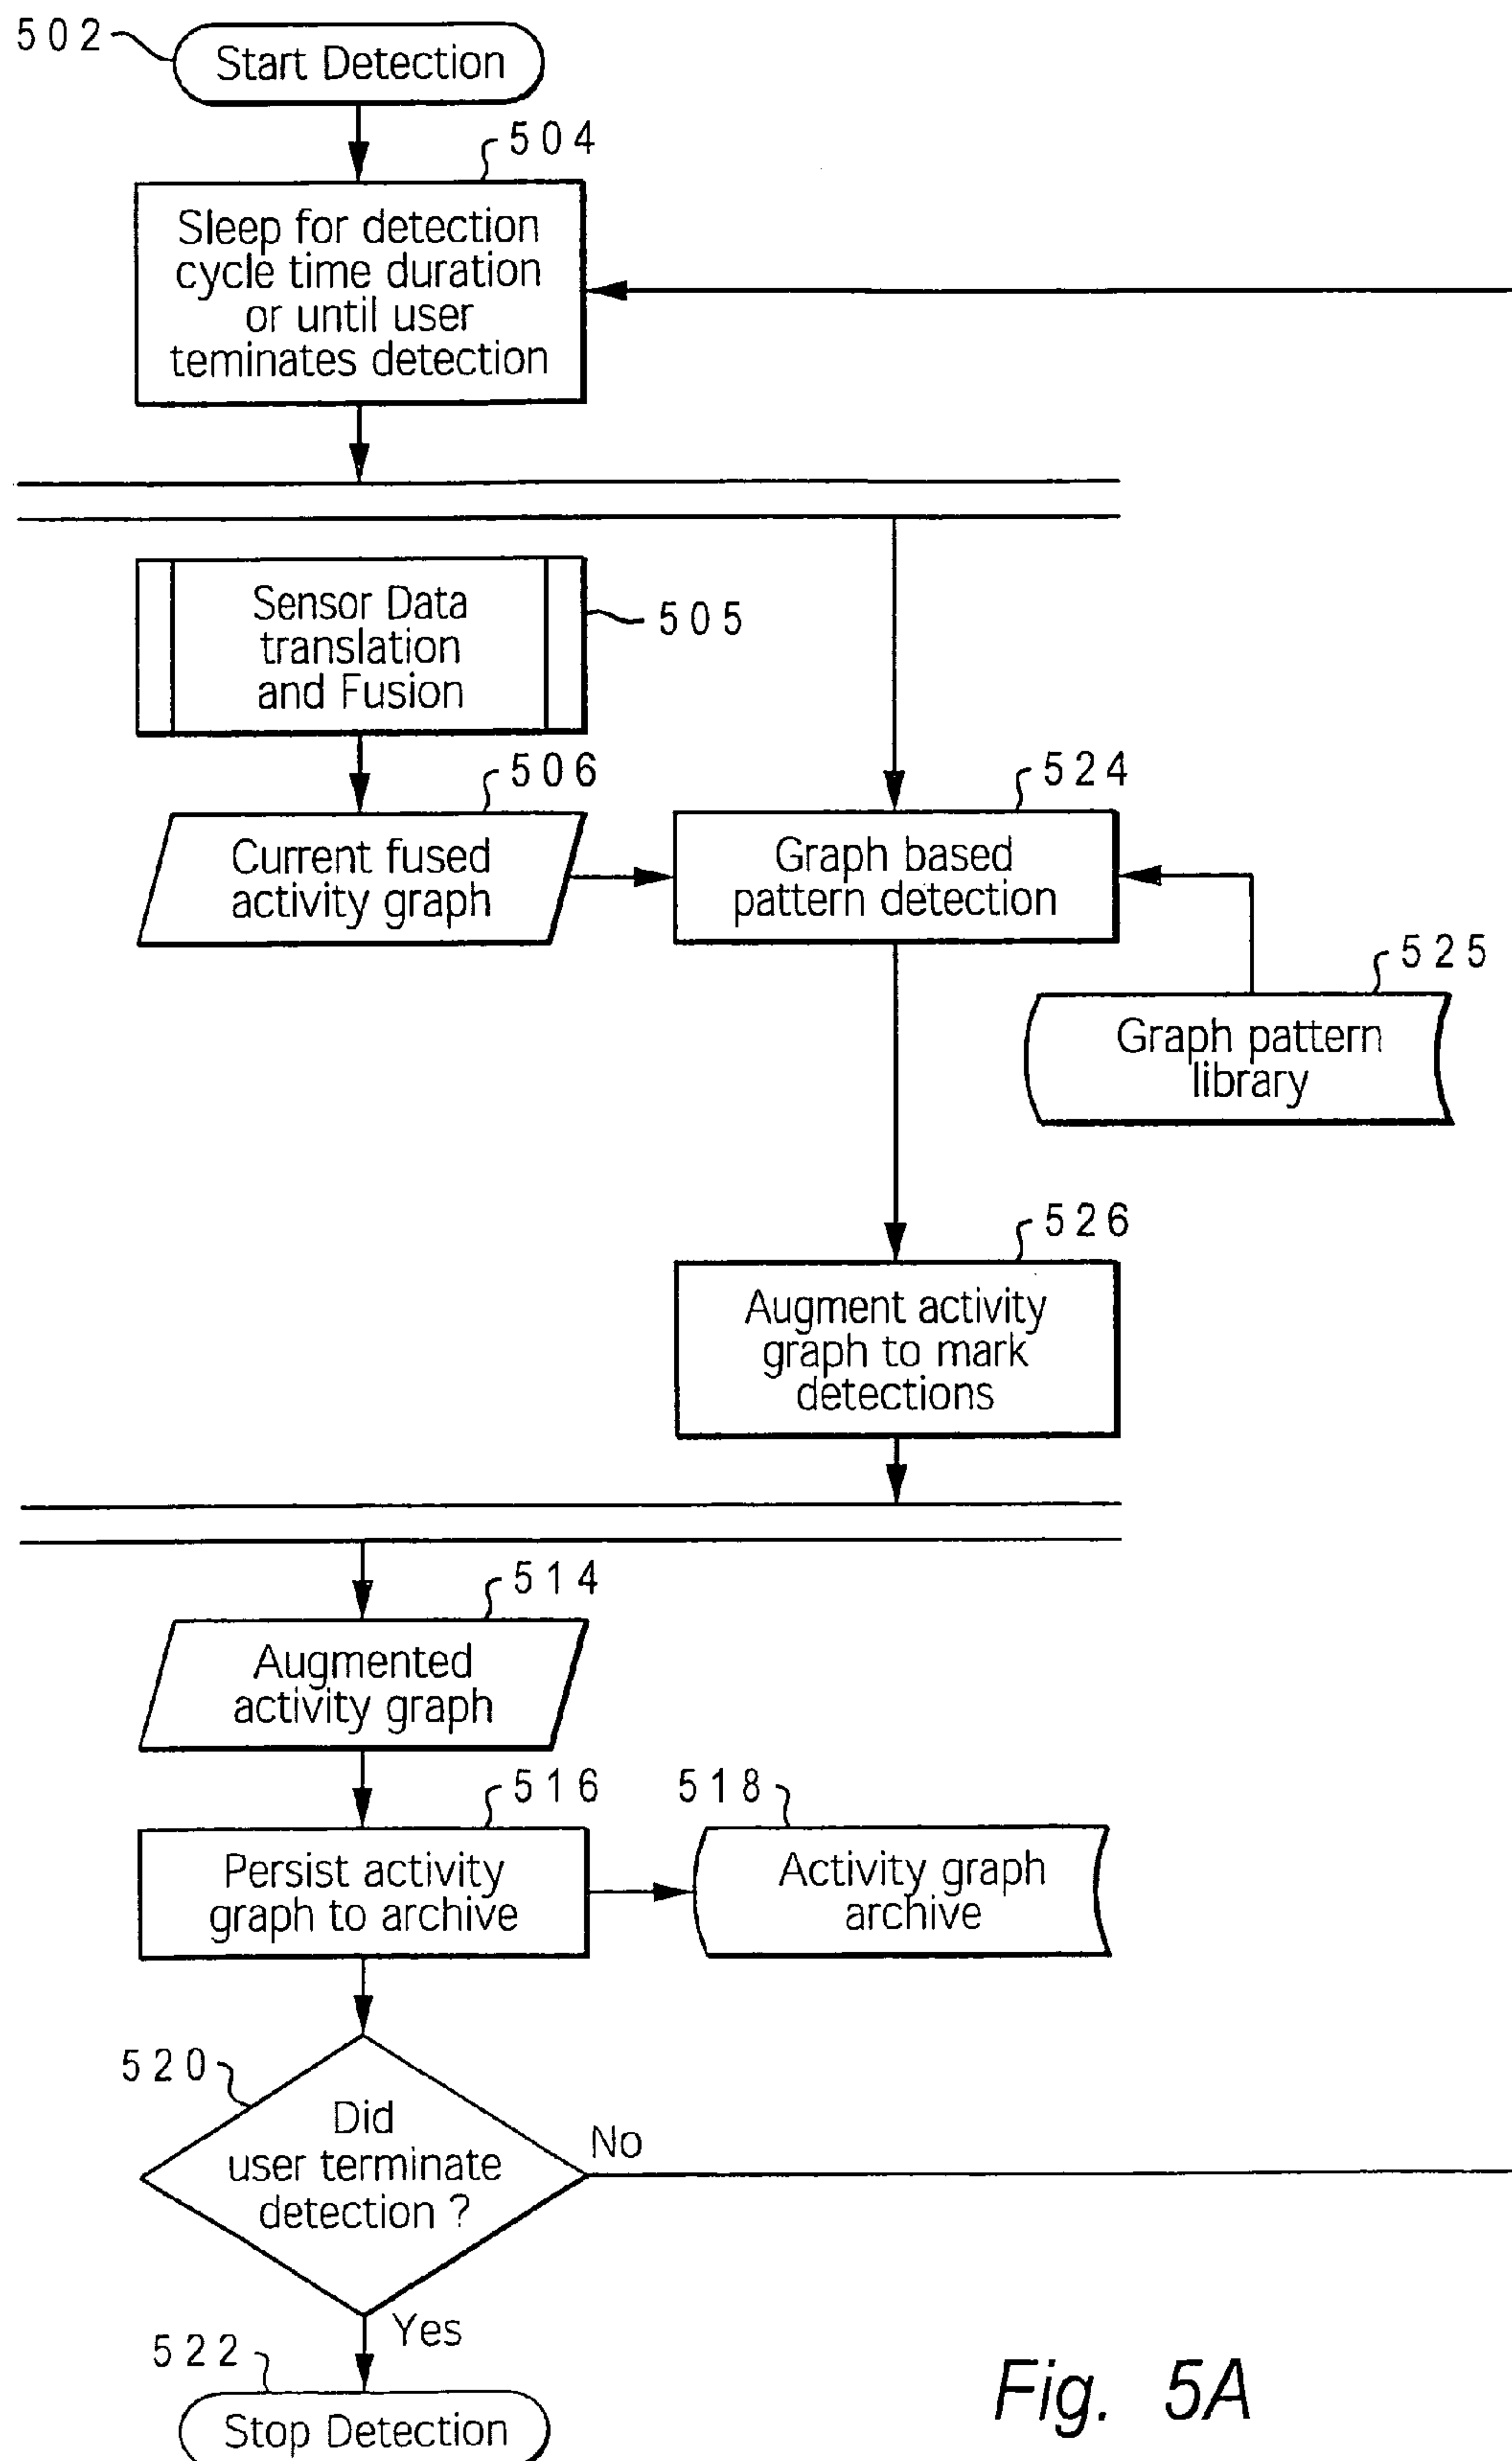 502
Start Detection
504
Sleep for detection
cycle time duration
or until user
teminates detection
Sensor Data
translation
and Fusion
505
506
Current fused
activity graph
524
Graph based
pattern detection
525
Graph pattern
library
526
Augment activity
graph to mark
detections
514
Augmented
activity graph
516
Persist activity
graph to archive
518
Activity graph
archive
520
Did
user terminate
detection ?
No
Yes
522
Stop Detection
Fig. 5A